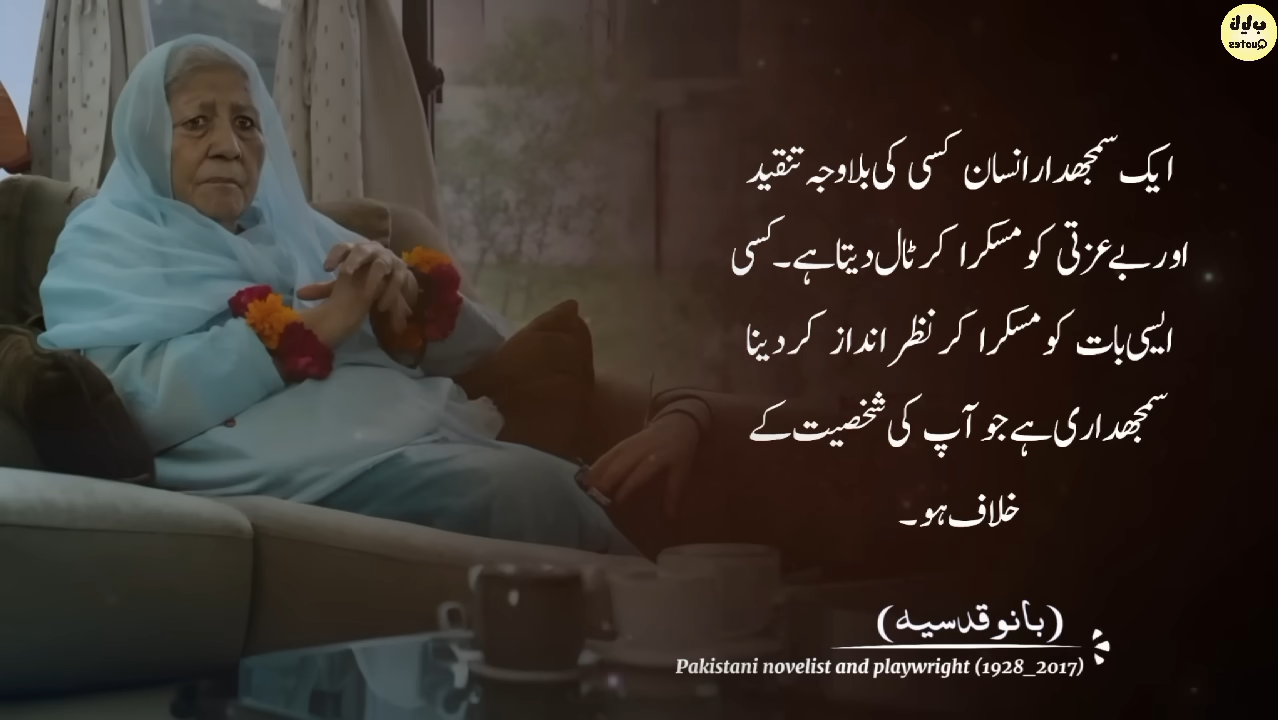 ایک سمجھدار انسان کسی کی بلاوجہ تنقید
اور بے عزتی کو مسکرا کر ٹال دیتا ہے۔ کسی
ایسی بات کو مسکرا کر نظر انداز کر دینا
سمجھداری ہے جو آپ کی شخصیت کے
خلاف ہو۔
(بانو قدسیہ)
Pakistani novelist and playwright (1928_2017)
Quotes